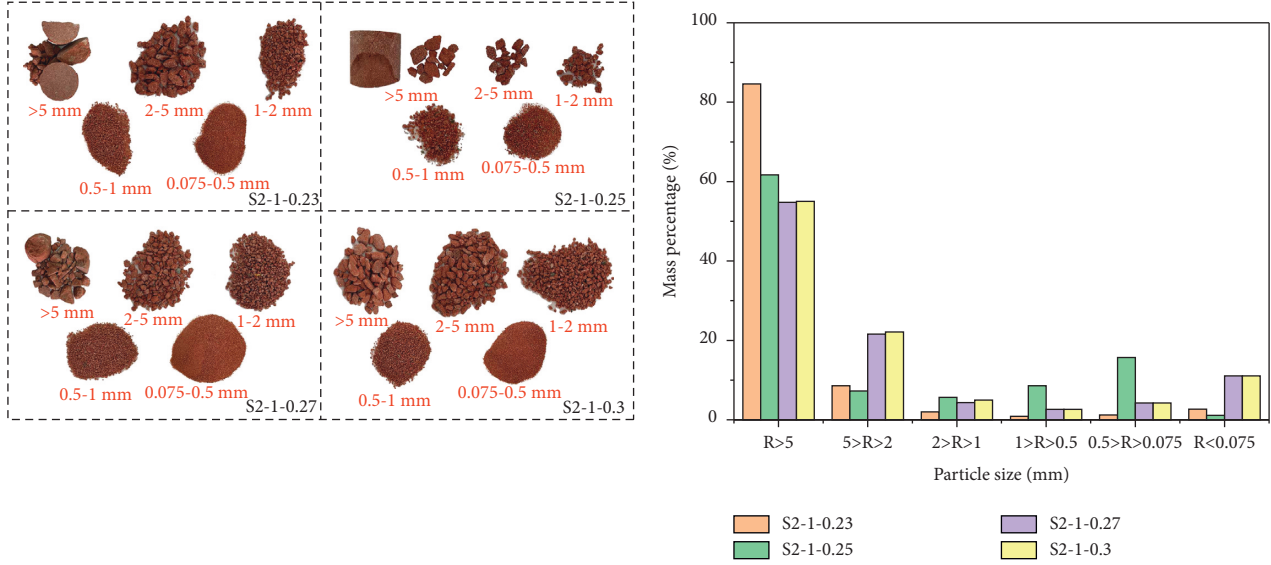 >5 mm
2-5 mm
1-2 mm
0.5-1 mm
0.075-0.5 mm
S2-1-0.23
>5 mm
2-5 mm
1-2 mm
0.5-1 mm
0.075-0.5 mm
S2-1-0.25
>5 mm
2-5 mm
1-2 mm
0.5-1 mm
0.075-0.5 mm
S2-1-0.27
>5 mm
2-5 mm
1-2 mm
0.5-1 mm
0.075-0.5 mm
S2-1-0.3
Mass percentage (%)
100
80
60
40
20
0
R>5
5>R>2
2>R>1
1>R>0.5
0.5>R>0.075
R<0.075
Particle size (mm)
S2-1-0.23
S2-1-0.25
S2-1-0.27
S2-1-0.3